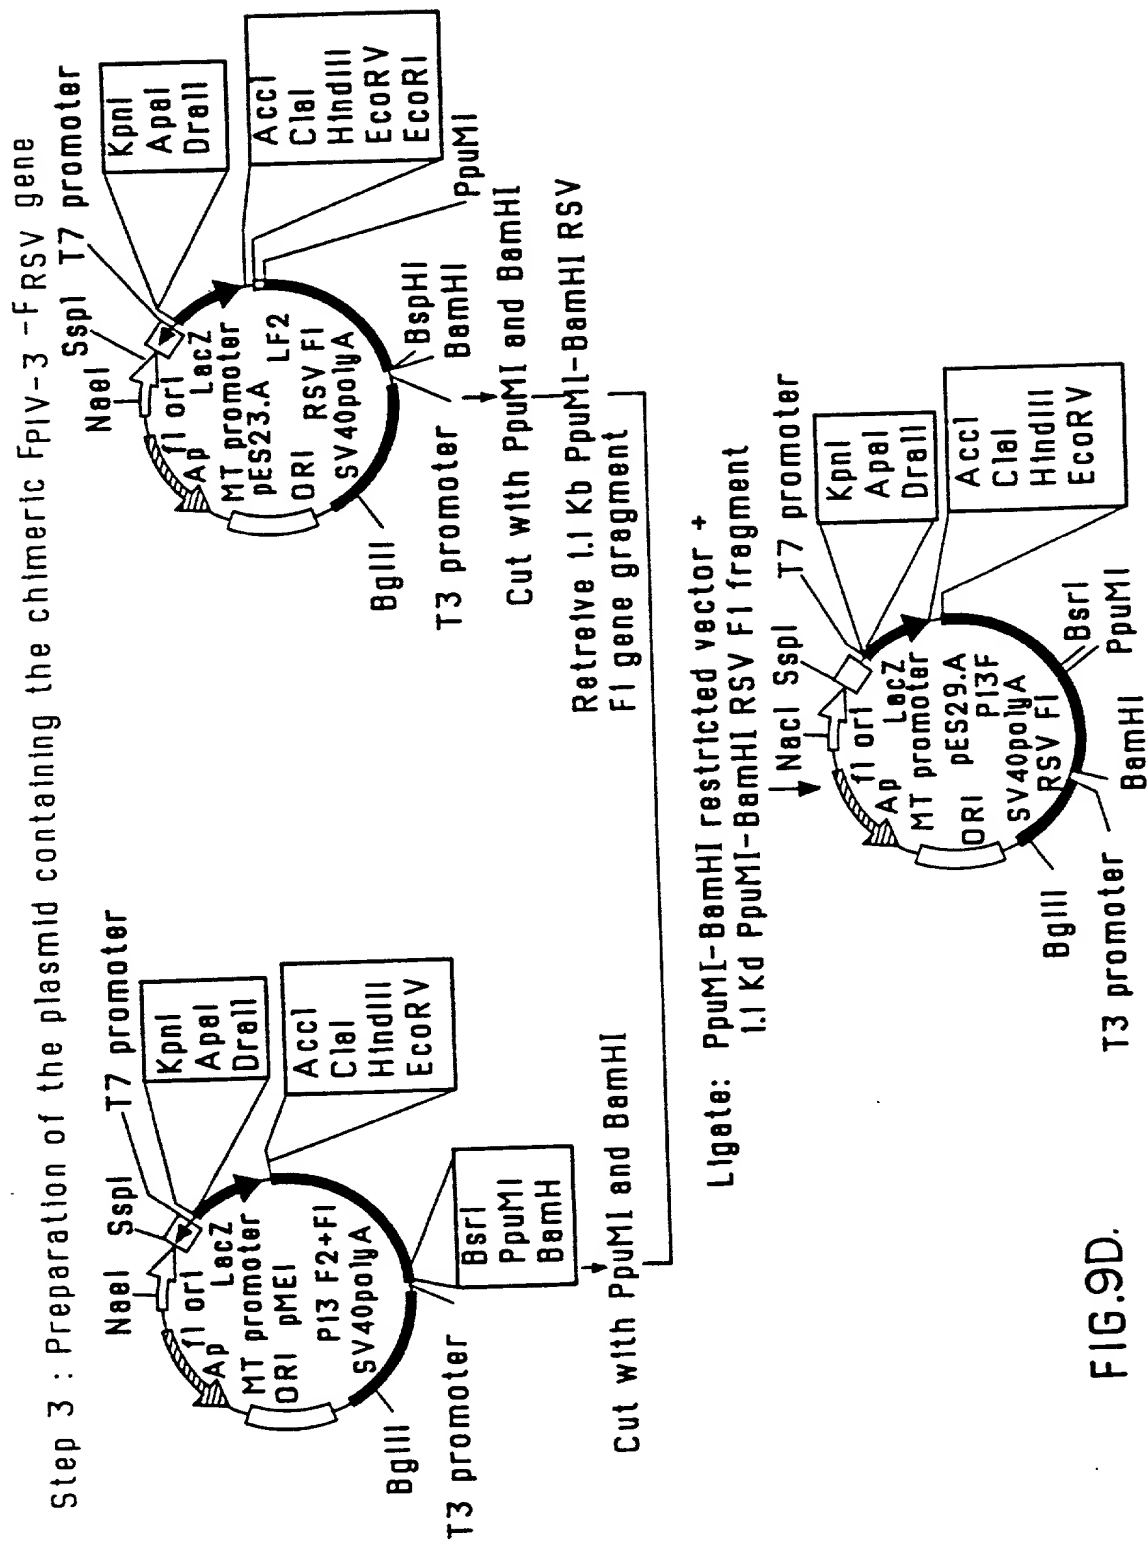 Step 3 : Preparation of the plasmid containing the chimeric FPIV-3 -FRSV gene
NaeI
SspI
T7 promoter
KpnI
ApaI
DraII
AccI
ClaI
HindIII
EcoRV
f1 ori
Ap
LacZ
MT promoter
ORI
pMEI
PI3 F2+F1
SV40polyA
BglII
T3 promoter
BsrI
PpuMI
BamH
Cut with PpuMI and BamHI
NaeI
SspI
T7 promoter
KpnI
ApaI
DraII
AccI
ClaI
HindIII
EcoRV
EcoRI
PpuMI
f1 ori
Ap
LacZ
MT promoter
pES23.A
LF2
ORI
RSV F1
SV40polyA
BspHI
BamHI
BglII
T3 promoter
Cut with PpuMI and BamHI
Retreive 1.1 Kb PpuMI-BamHI RSV
F1 gene gragment
Ligate: PpuMI-BamHI restricted vector +
1.1 Kd PpuMI-BamHI RSV F1 fragment
NacI
SspI
T7 promoter
KpnI
ApaI
DraII
AccI
ClaI
HindIII
EcoRV
f1 ori
Ap
LacZ
MT promoter
pES29.A
ORI
PI3F
SV40polyA
RSV F1
BsrI
PpuMI
BamHI
BglII
T3 promoter
FIG.9D.